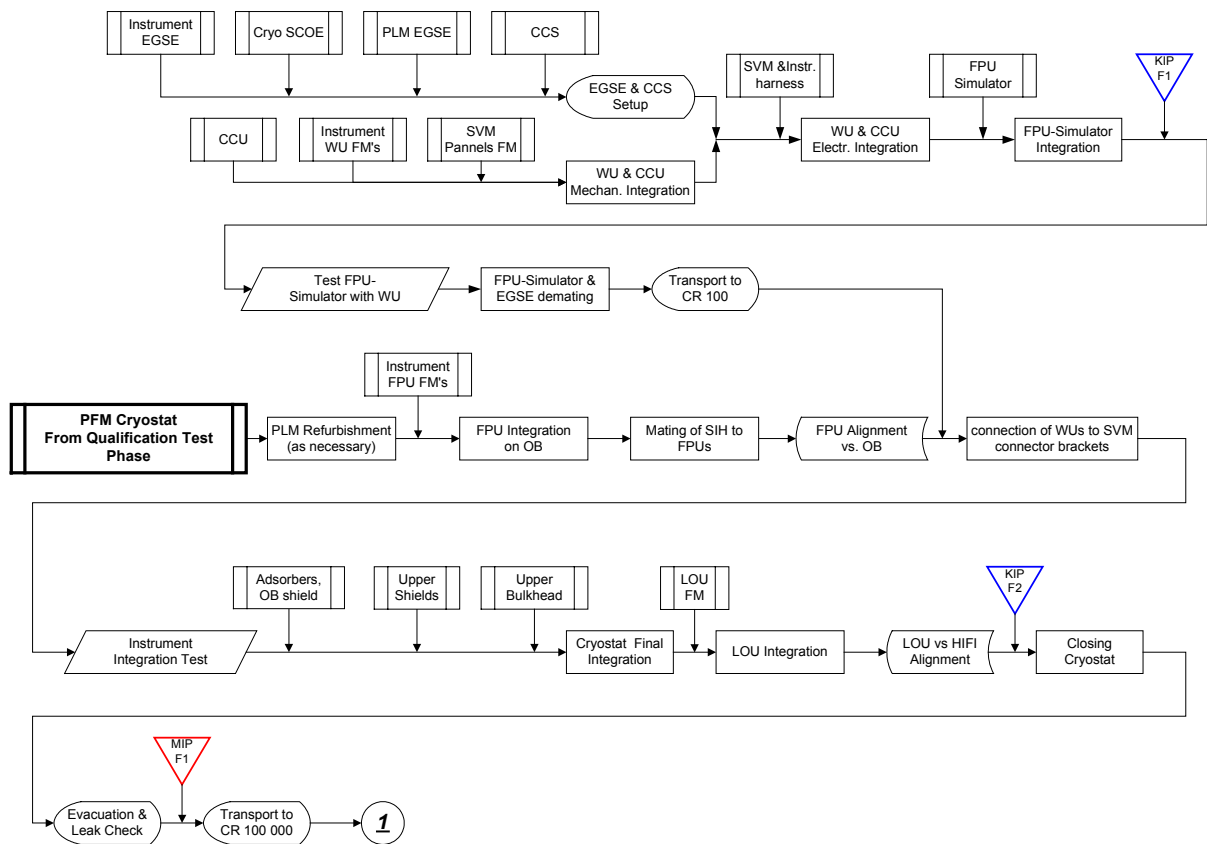 Instrument
EGSE
Cryo SCOE
PLM EGSE
CCS
EGSE & CCS
Setup
SVM &Instr.
harness
FPU
Simulator
KIP
F1
CCU
Instrument
WU FM's
SVM
Pannels FM
WU & CCU
Mechan. Integration
WU & CCU
Electr. Integration
FPU-Simulator
Integration
Test FPU-
Simulator with WU
FPU-Simulator &
EGSE demating
Transport to
CR 100
Instrument
FPU FM's
PFM Cryostat
From Qualification Test
Phase
PLM Refurbishment
(as necessary)
FPU Integration
on OB
Mating of SIH to
FPUs
FPU Alignment
vs. OB
connection of WUs to SVM
connector brackets
Adsorbers,
OB shield
Upper
Shields
Upper
Bulkhead
LOU
FM
KIP
F2
Instrument
Integration Test
Cryostat Final
Integration
LOU Integration
LOU vs HIFI
Alignment
Closing
Cryostat
MIP
F1
Evacuation &
Leak Check
Transport to
CR 100 000
1